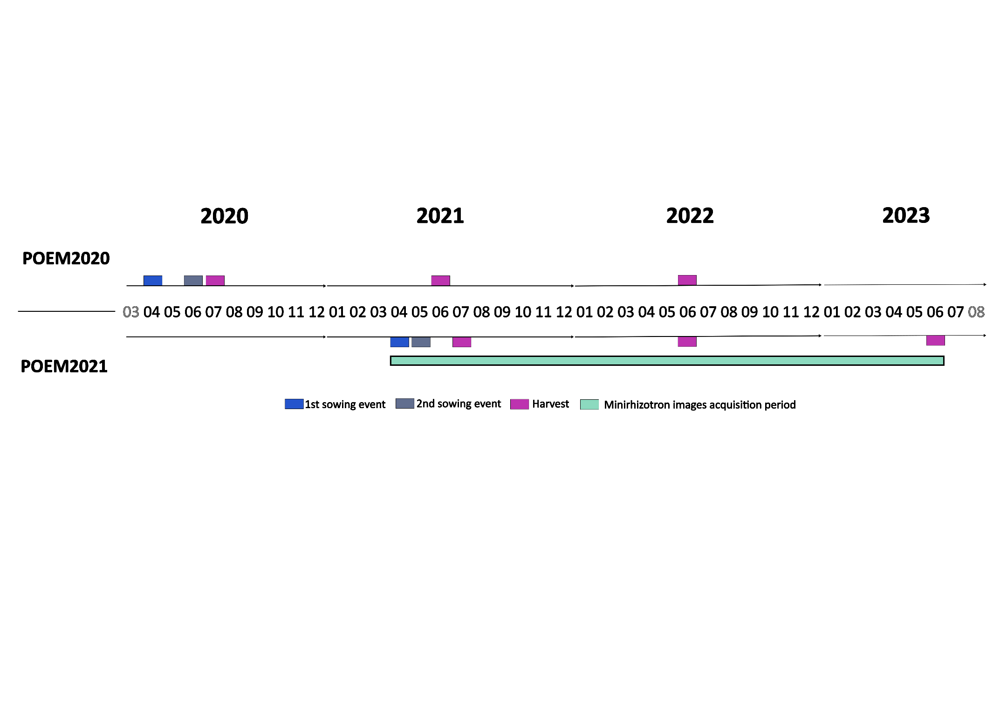 2020 2021 2022 2023
POEM2020
03 04 05 06 07 08 09 10 11 12 01 02 03 04 05 06 07 08 09 10 11 12 01 02 03 04 05 06 07 08 09 10 11 12 01 02 03 04 05 06 07 08
POEM2021
1st sowing event 2nd sowing event Harvest Minirhizotron images acquisition period